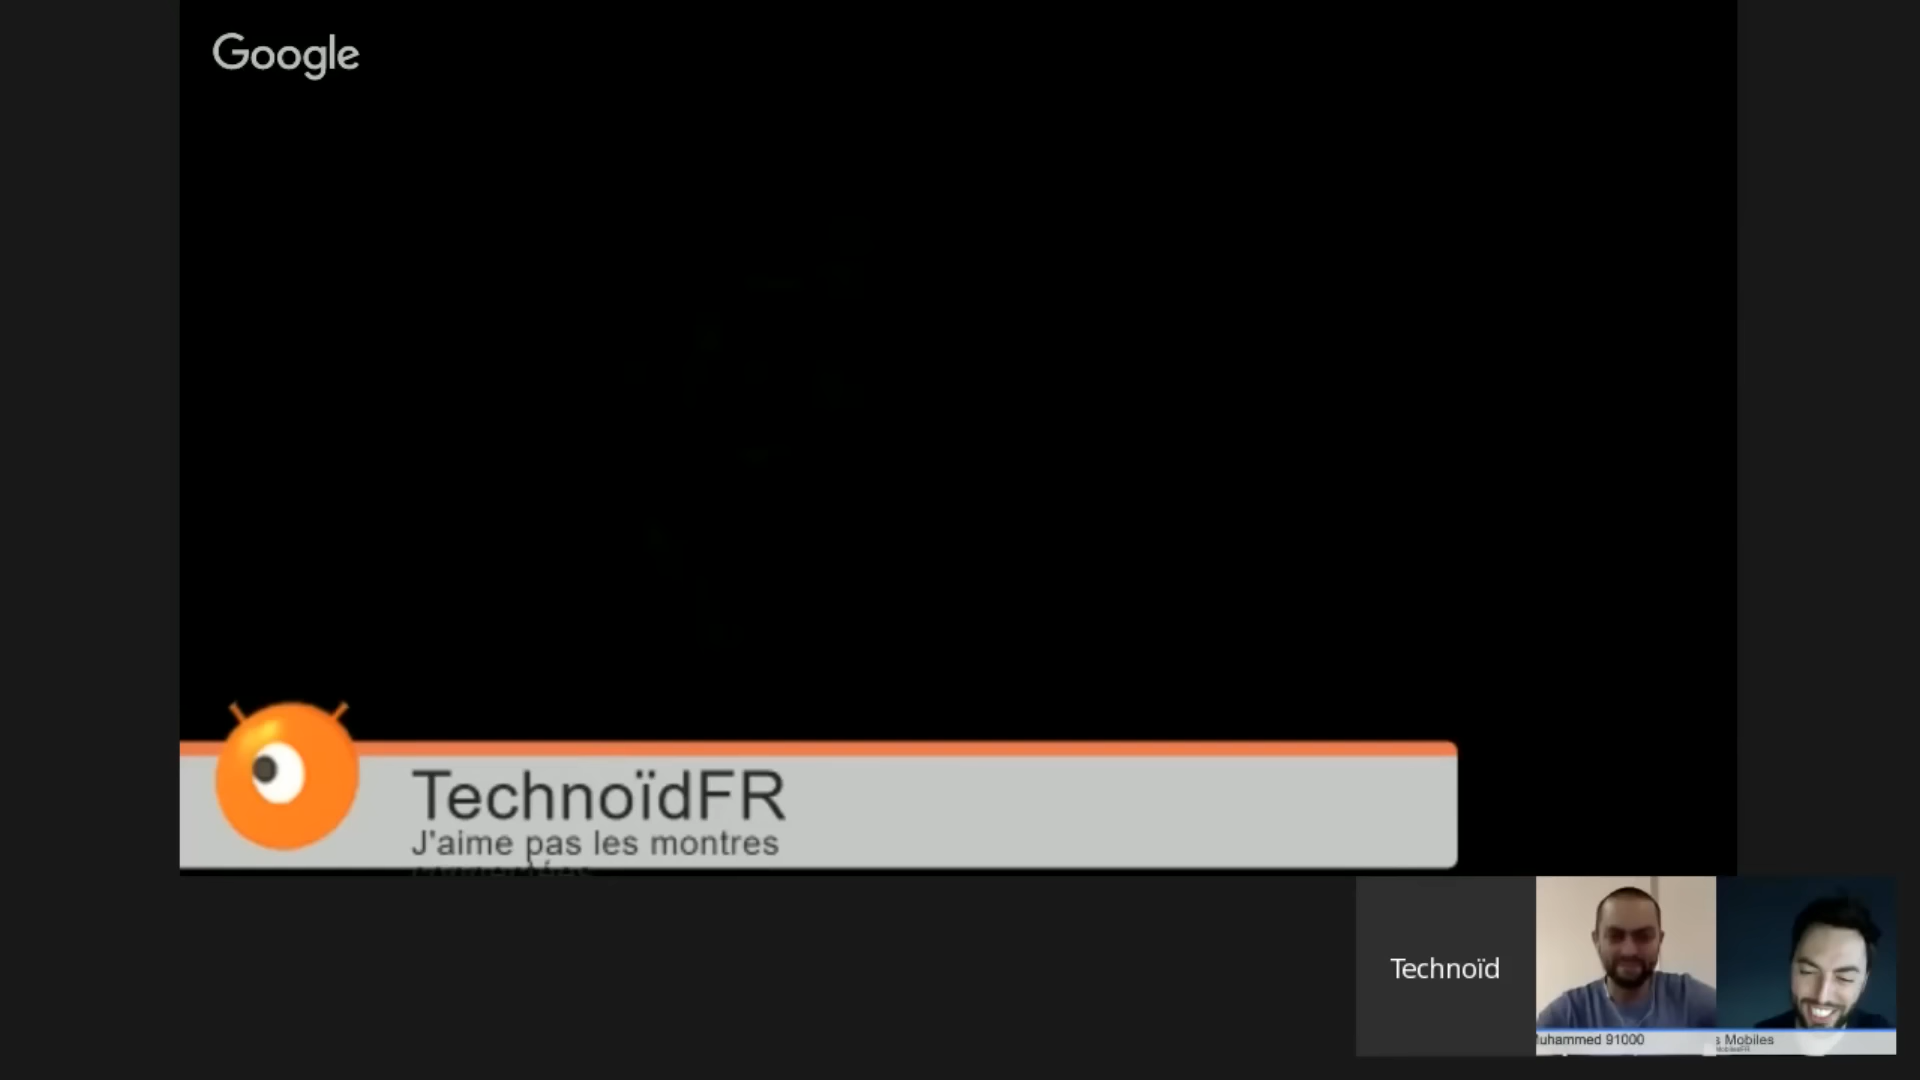 Google
TechnoïdFR
J'aime pas les montres
Technoïd
uhammed 91000
s Mobiles